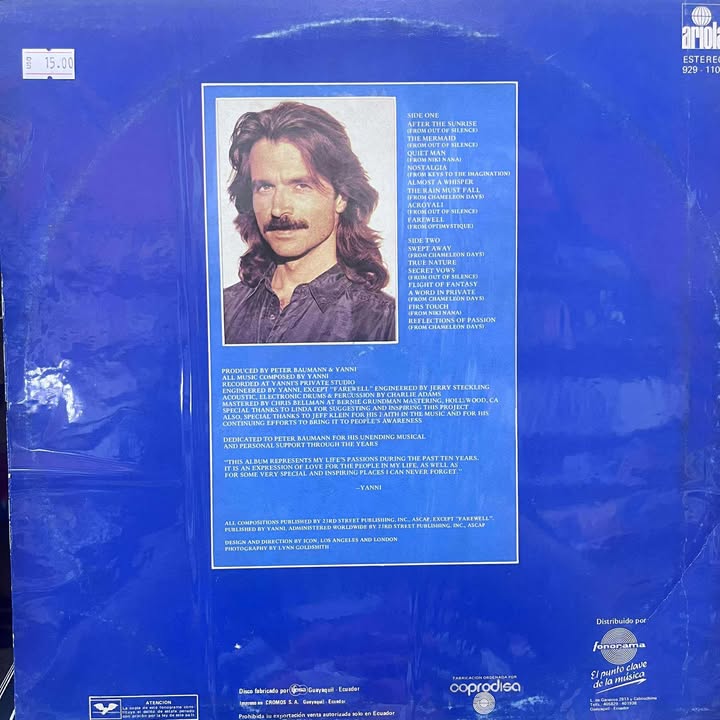 ariola
ESTEREO
929 - 110
USD 15.00
SIDE ONE
AFTER THE SUNRISE
(FROM OUT OF SILENCE)
THE MERMAID
(FROM OUT OF SILENCE)
QUIET MAN
(FROM NIKI NANA)
NOSTALGIA
(FROM KEYS TO THE IMAGINATION)
ALMOST A WHISPER
THE RAIN MUST FALL
(FROM CHAMELEON DAYS)
ACROYALI
(FROM OUT OF SILENCE)
FAREWELL
(FROM OPTIMYSTIQUE)
SIDE TWO
SWEPT AWAY
(FROM CHAMELEON DAYS)
TRUE NATURE
SECRET VOWS
(FROM OUT OF SILENCE)
FLIGHT OF FANTASY
A WORD IN PRIVATE
(FROM CHAMELEON DAYS)
FIRS TOUCH
(FROM NIKI NANA)
REFLECTIONS OF PASSION
(FROM CHAMELEON DAYS)
PRODUCED BY PETER BAUMANN & YANNI
ALL MUSIC COMPOSED BY YANNI
RECORDED AT YANNI'S PRIVATE STUDIO
ENGINEERED BY YANNI, EXCEPT "FAREWELL" ENGINEERED BY JERRY STECKLING
ACOUSTIC, ELECTRONIC DRUMS & PERCUSSION BY CHARLIE ADAMS
MASTERED BY CHRIS BELLMAN AT BERNIE GRUNDMAN MASTERING, HOLLYWOOD, CA
SPECIAL THANKS TO LINDA FOR SUGGESTING AND INSPIRING THIS PROJECT
ALSO, SPECIAL THANKS TO JEFF KLEIN FOR HIS FAITH IN THE MUSIC AND FOR HIS
CONTINUING EFFORTS TO BRING IT TO PEOPLE'S AWARENESS
DEDICATED TO PETER BAUMANN FOR HIS UNENDING MUSICAL
AND PERSONAL SUPPORT THROUGH THE YEARS
"THIS ALBUM REPRESENTS MY LIFE'S PASSIONS DURING THE PAST TEN YEARS.
IT IS AN EXPRESSION OF LOVE FOR THE PEOPLE IN MY LIFE, AS WELL AS
FOR SOME VERY SPECIAL AND INSPIRING PLACES I CAN NEVER FORGET."
—YANNI
ALL COMPOSITIONS PUBLISHED BY 23RD STREET PUBLISHING, INC., ASCAP, EXCEPT "FAREWELL".
PUBLISHED BY YANNI, ADMINISTERED WORLDWIDE BY 23RD STREET PUBLISHING, INC., ASCAP
DESIGN AND DIRECTION BY ICON, LOS ANGELES AND LONDON
PHOTOGRAPHY BY LYNN GOLDSMITH
Distribuido por
fonorama
El punto clave
de la música
Guayaquil - Ecuador
FABRICACION ORDENADA POR
coprodisa
Disco fabricado por Guayaquil - Ecuador
Impreso en CROMOS S. A. Guayaquil, Ecuador.
Prohibida su exportación venta autorizada solo en Ecuador
ATENCION